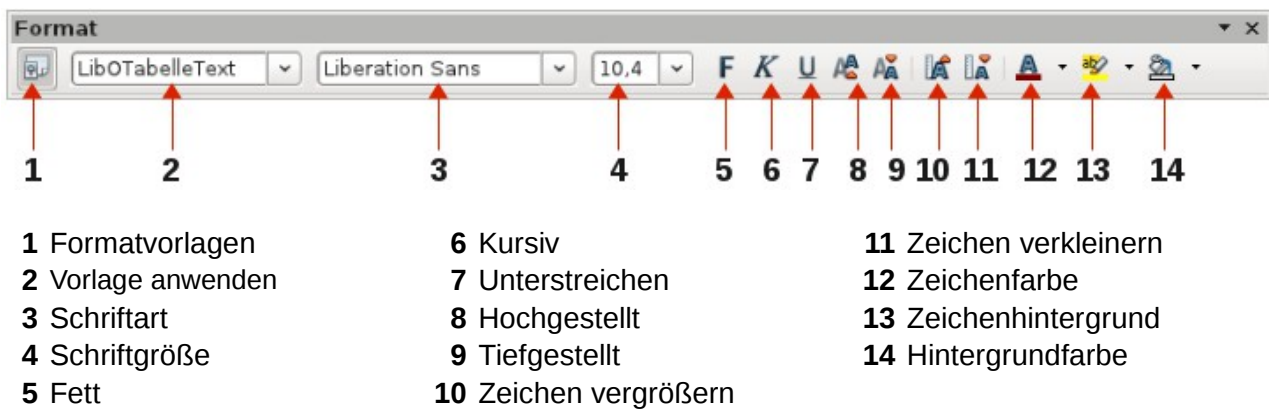 Format
LibOTabelleText Liberation Sans 10,4 F K U
1 2 3 4 5 6 7 8 9 10 11 12 13 14
1 Formatvorlagen
2 Vorlage anwenden
3 Schriftart
4 Schriftgröße
5 Fett
6 Kursiv
7 Unterstreichen
8 Hochgestellt
9 Tiefgestellt
10 Zeichen vergrößern
11 Zeichen verkleinern
12 Zeichenfarbe
13 Zeichenhintergrund
14 Hintergrundfarbe